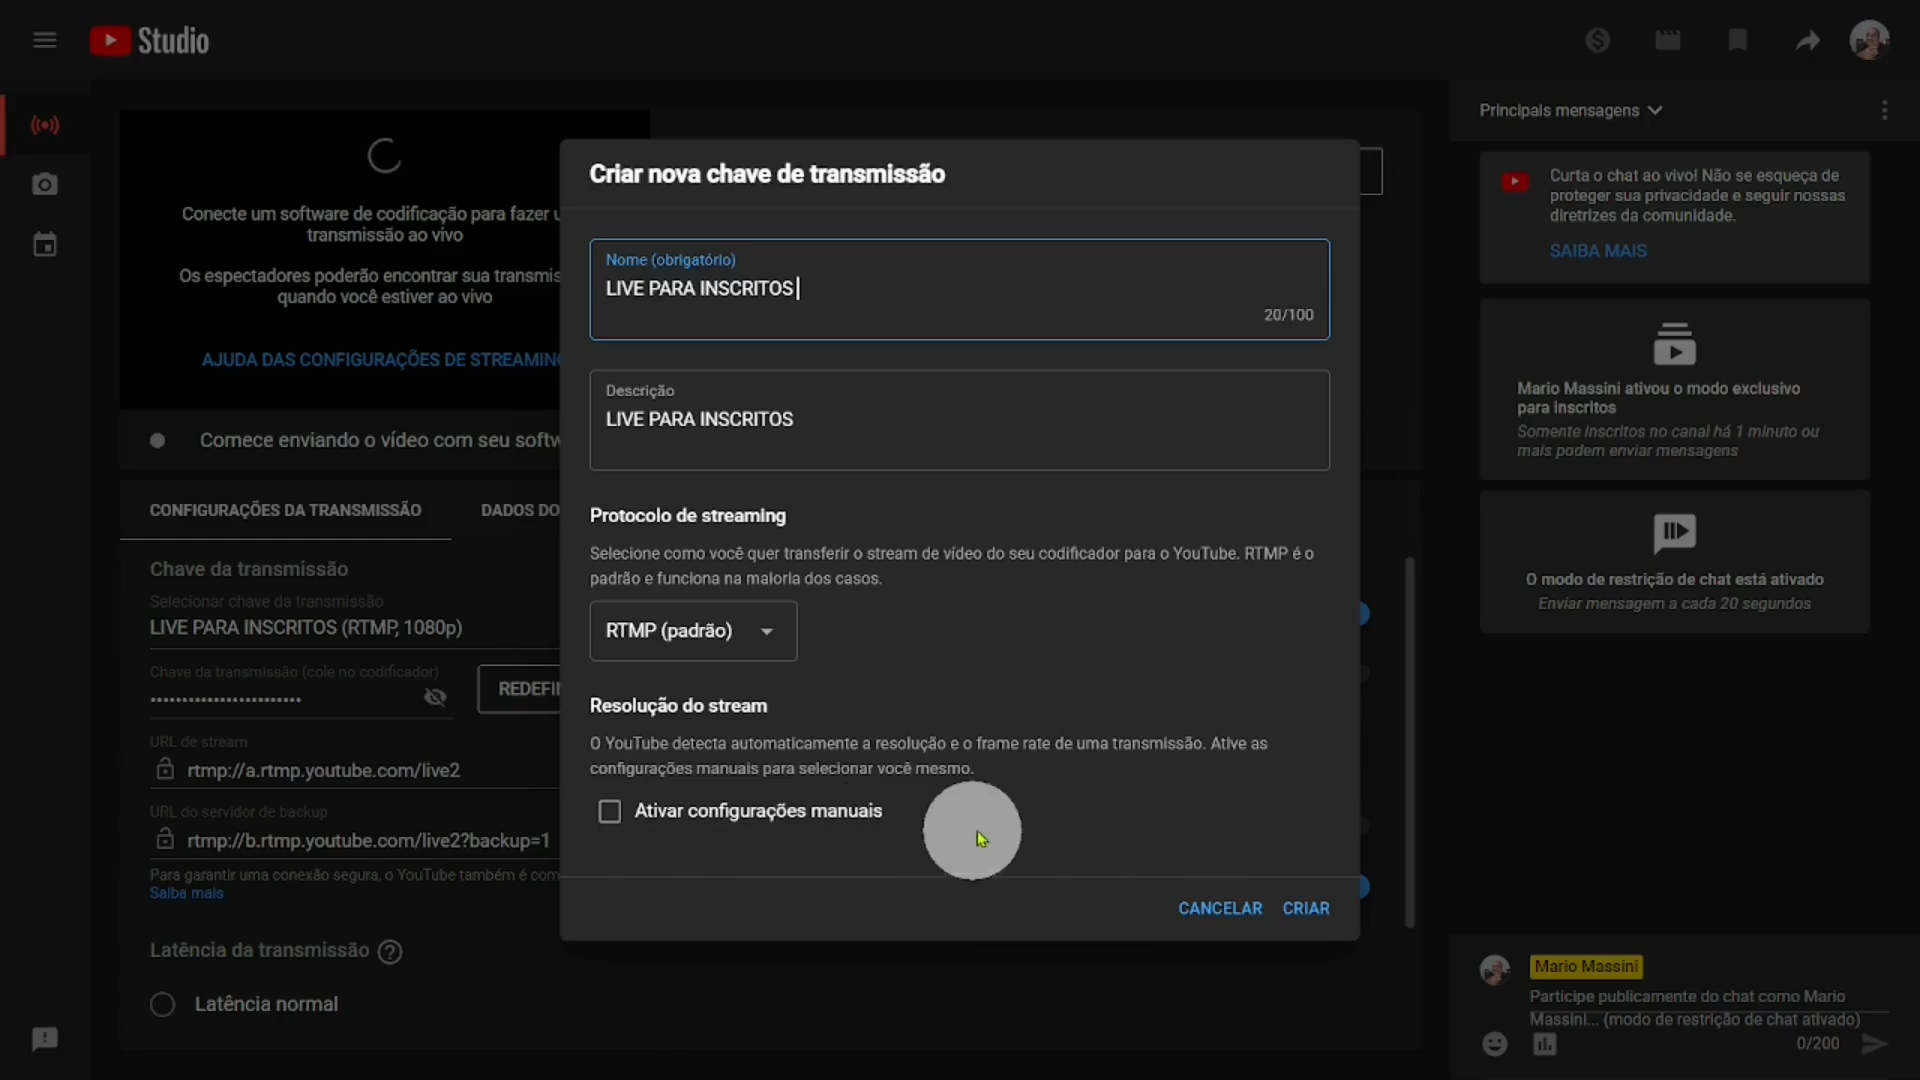 Studio
Conecte um software de codificação para fazer u
transmissão ao vivo
Os espectadores poderão encontrar sua transmis
quando você estiver ao vivo
AJUDA DAS CONFIGURAÇÕES DE STREAMING
Comece enviando o vídeo com seu softw
CONFIGURAÇÕES DA TRANSMISSÃO
DADOS DO
Chave da transmissão
Selecionar chave da transmissão
LIVE PARA INSCRITOS (RTMP, 1080p)
Chave da transmissão (cole no codificador)
••••••••••••••••••••••••
REDEFI
URL de stream
rtmp://a.rtmp.youtube.com/live2
URL do servidor de backup
rtmp://b.rtmp.youtube.com/live2?backup=1
Para garantir uma conexão segura, o YouTube também é com
Saiba mais
Latência da transmissão
Latência normal
Criar nova chave de transmissão
Nome (obrigatório)
LIVE PARA INSCRITOS
20/100
Descrição
LIVE PARA INSCRITOS
Protocolo de streaming
Selecione como você quer transferir o stream de vídeo do seu codificador para o YouTube. RTMP é o
padrão e funciona na maioria dos casos.
RTMP (padrão)
Resolução do stream
O YouTube detecta automaticamente a resolução e o frame rate de uma transmissão. Ative as
configurações manuais para selecionar você mesmo.
Ativar configurações manuais
CANCELAR
CRIAR
Principais mensagens
Curta o chat ao vivo! Não se esqueça de
proteger sua privacidade e seguir nossas
diretrizes da comunidade.
SAIBA MAIS
Mario Massini ativou o modo exclusivo
para inscritos
Somente inscritos no canal há 1 minuto ou
mais podem enviar mensagens
O modo de restrição de chat está ativado
Enviar mensagem a cada 20 segundos
Mario Massini
Participe publicamente do chat como Mario
Massini... (modo de restrição de chat ativado)
0/200